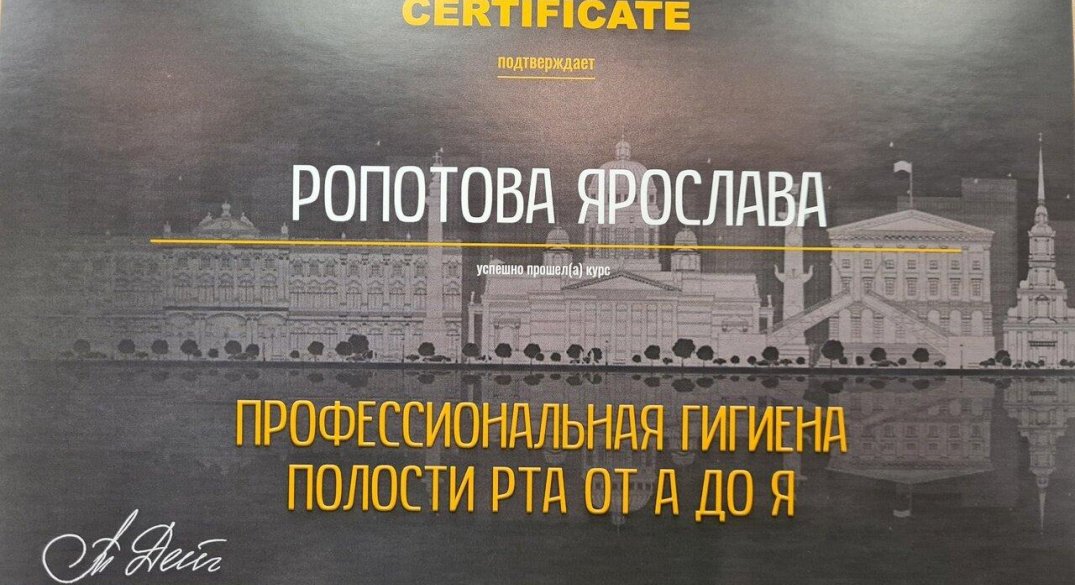 CERTIFICATE
подтверждает
РОПОТОВА ЯРОСЛАВА
успешно прошел(а) курс
ПРОФЕССИОНАЛЬНАЯ ГИГИЕНА
ПОЛОСТИ РТА ОТ А ДО Я